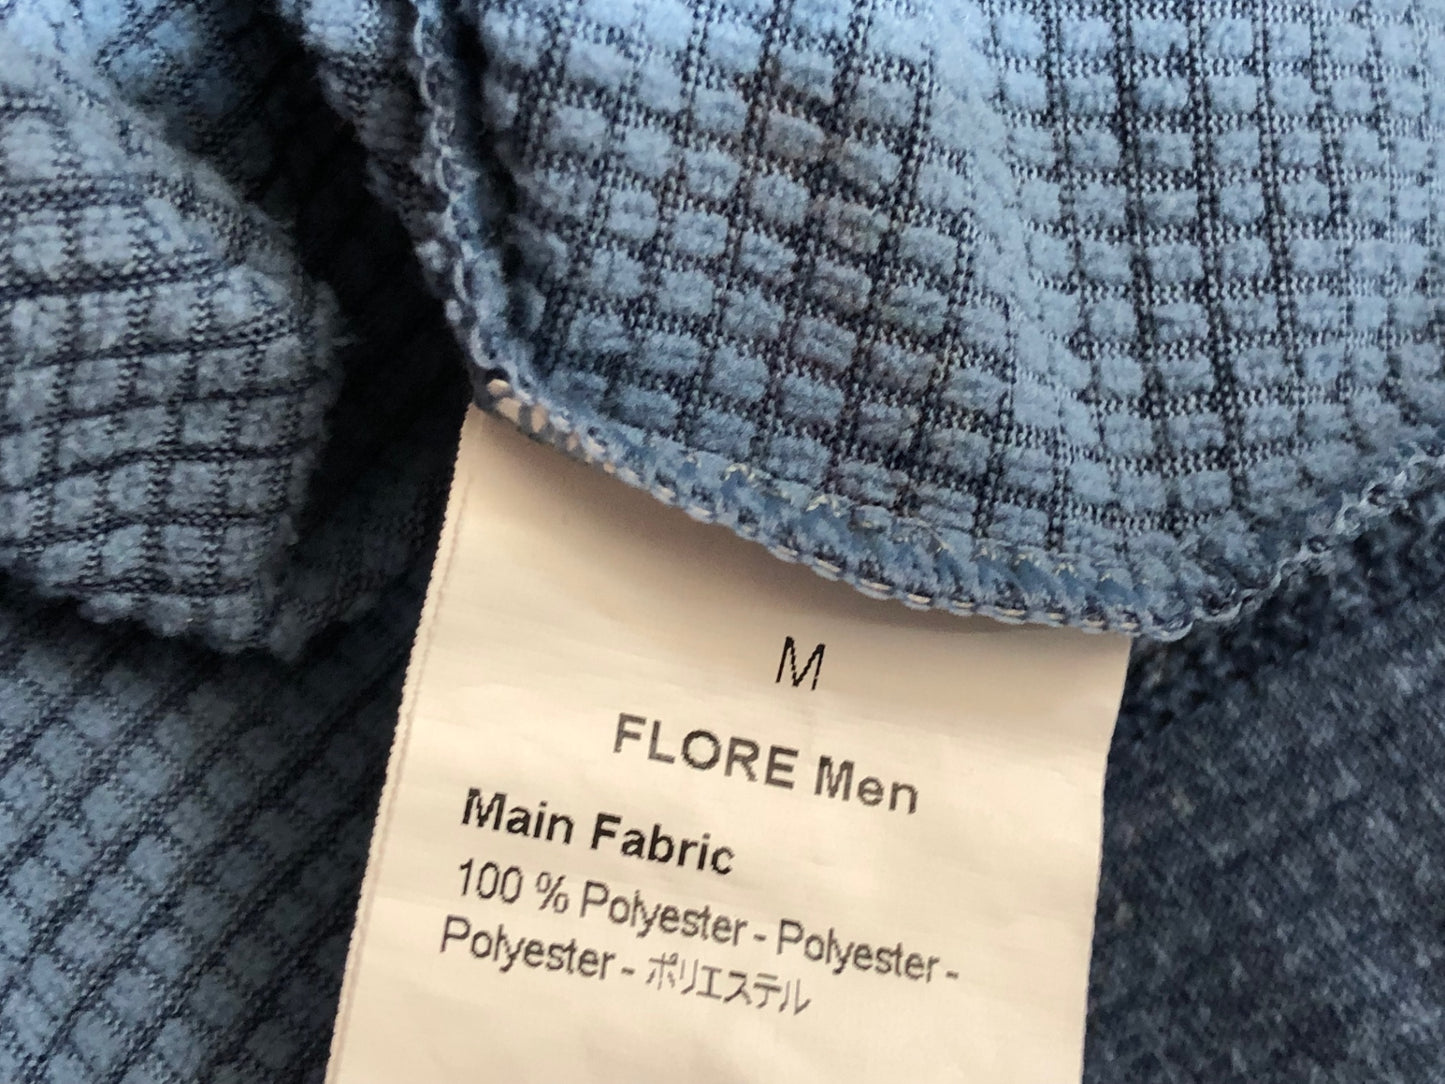 M
FLORE Men
Main Fabric
100 % Polyester - Polyester -
Polyester - ポリエステル